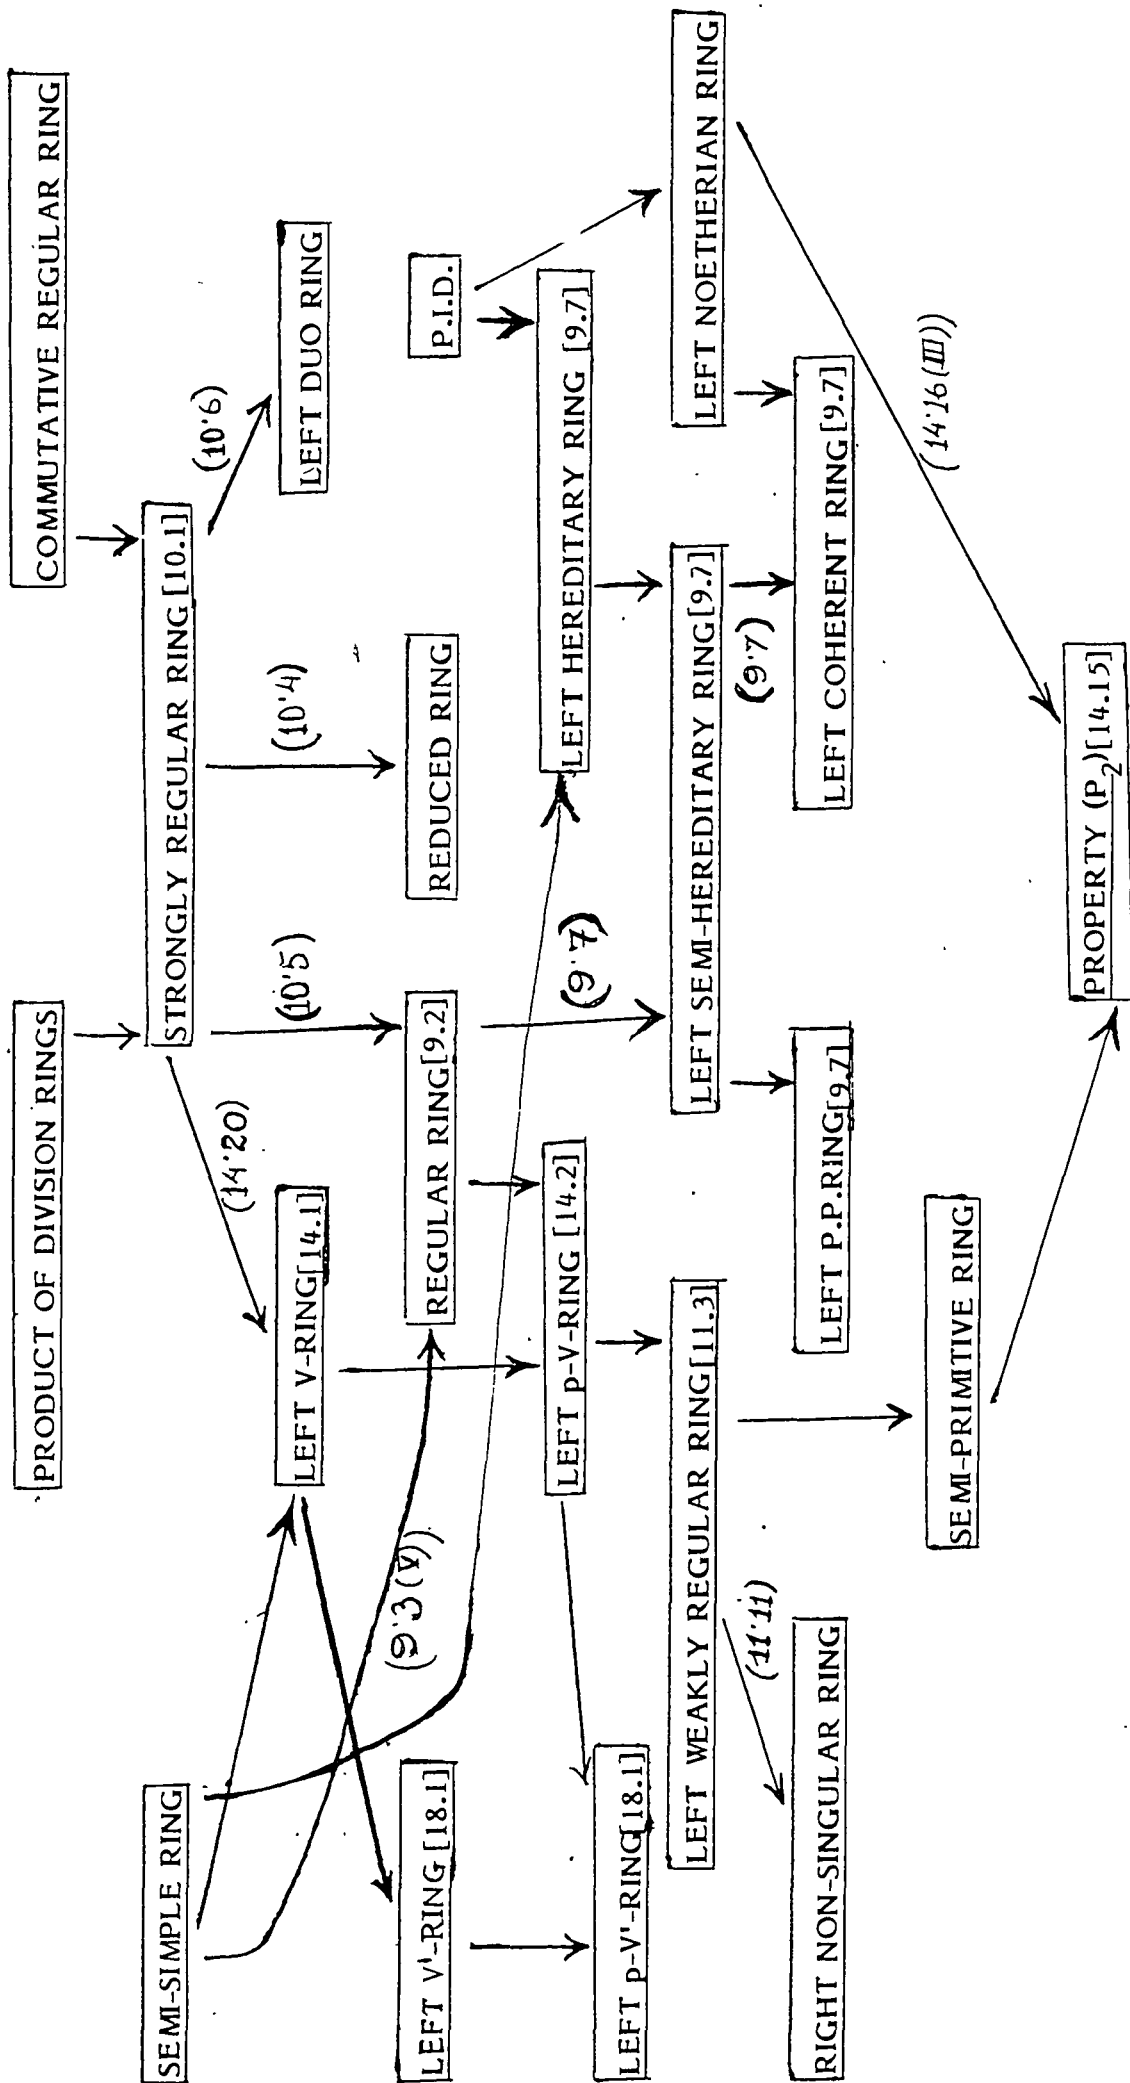 PRODUCT OF DIVISION RINGS
COMMUTATIVE REGULAR RING
SEMI-SIMPLE RING
STRONGLY REGULAR RING [10.1]
(14.20)
(10.5)
(10.4)
(10.6)
LEFT V-RING[14.1]
LEFT DUO RING
(9.3(V))
LEFT V'-RING [18.1]
REGULAR RING[9.2]
REDUCED RING
P.I.D.
LEFT p-V-RING [14.2]
(9.7)
LEFT HEREDITARY RING [9.7]
LEFT p-V'-RING[18.1]
LEFT WEAKLY REGULAR RING[11.3]
LEFT SEMI-HEREDITARY RING[9.7]
LEFT NOETHERIAN RING
(11.11)
(9.7)
RIGHT NON-SINGULAR RING
LEFT P.P.RING[9.7]
LEFT COHERENT RING[9.7]
(14.16(III))
SEMI-PRIMITIVE RING
PROPERTY (P2)[14.15]